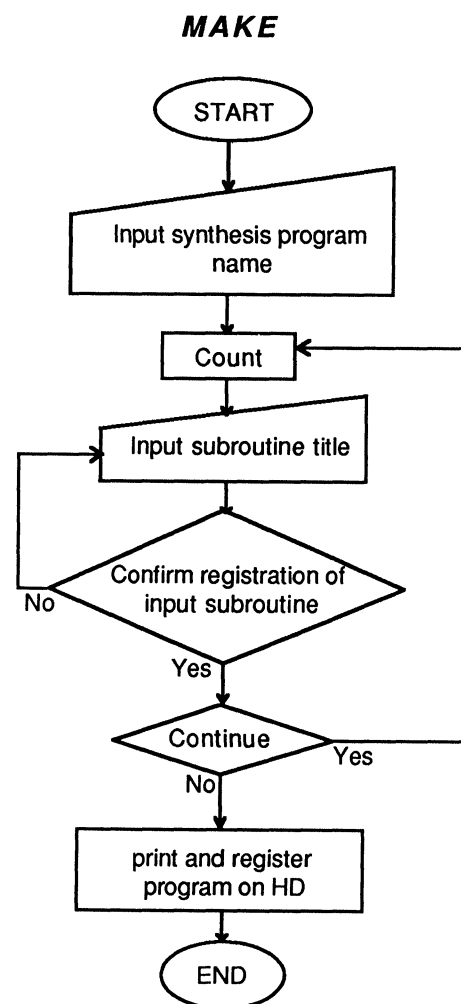 MAKE
START
Input synthesis program
name
Count
Input subroutine title
Confirm registration of
input subroutine
No
Yes
Continue
Yes
No
print and register
program on HD
END